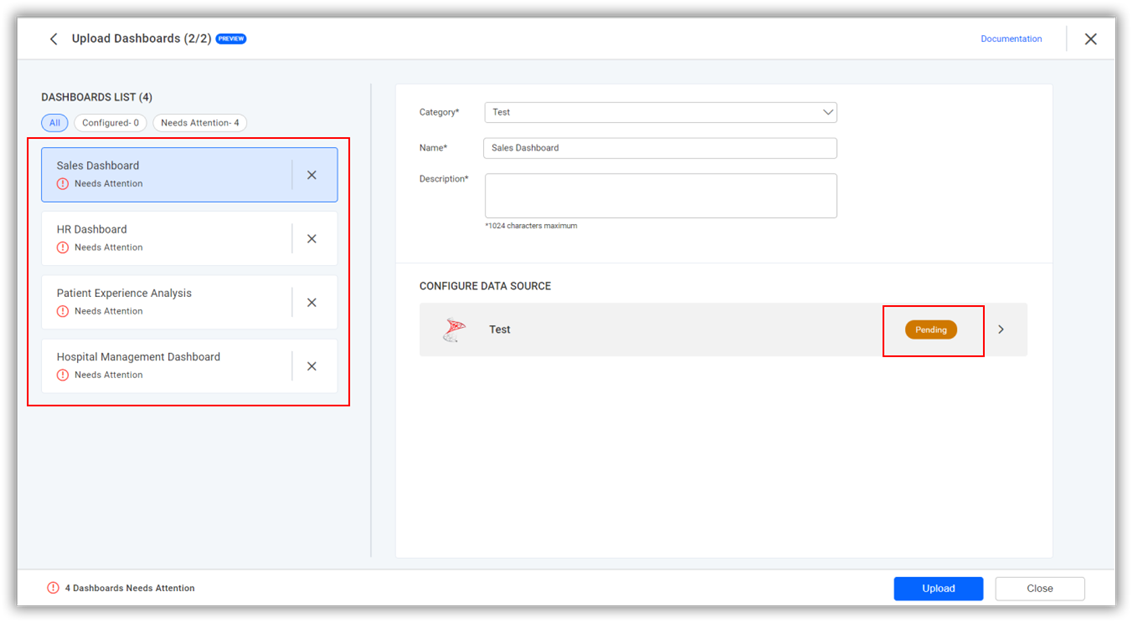 Upload Dashboards (2/2) PREVIEW
Documentation
DASHBOARDS LIST (4)
All Configured- 0 Needs Attention- 4
Sales Dashboard
Needs Attention
HR Dashboard
Needs Attention
Patient Experience Analysis
Needs Attention
Hospital Management Dashboard
Needs Attention
Category* Test
Name* Sales Dashboard
Description*
*1024 characters maximum
CONFIGURE DATA SOURCE
Test Pending
4 Dashboards Needs Attention
Upload Close